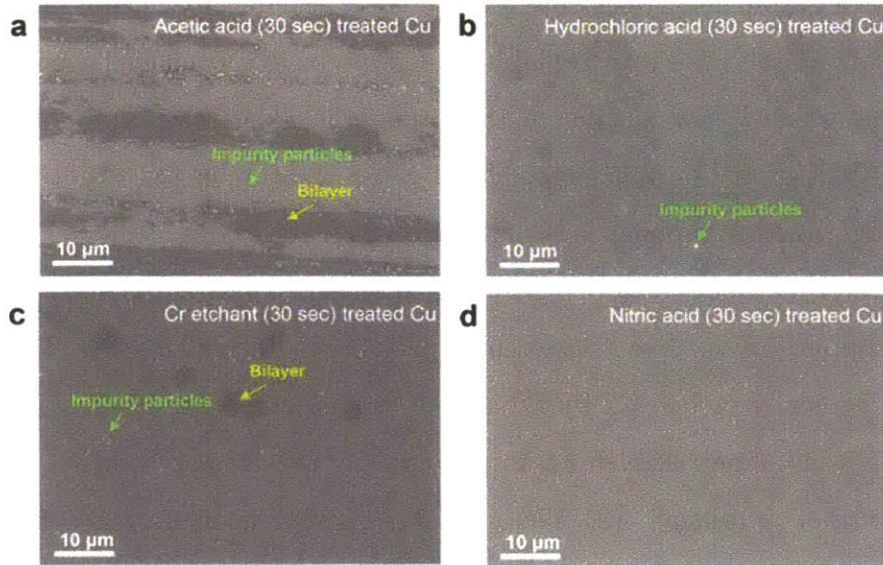 a
Acetic acid (30 sec) treated Cu
Impurity particles
Bilayer
10 µm
b
Hydrochloric acid (30 sec) treated Cu
Impurity particles
10 µm
c
Cr etchant (30 sec) treated Cu
Bilayer
Impurity particles
10 µm
d
Nitric acid (30 sec) treated Cu
10 µm